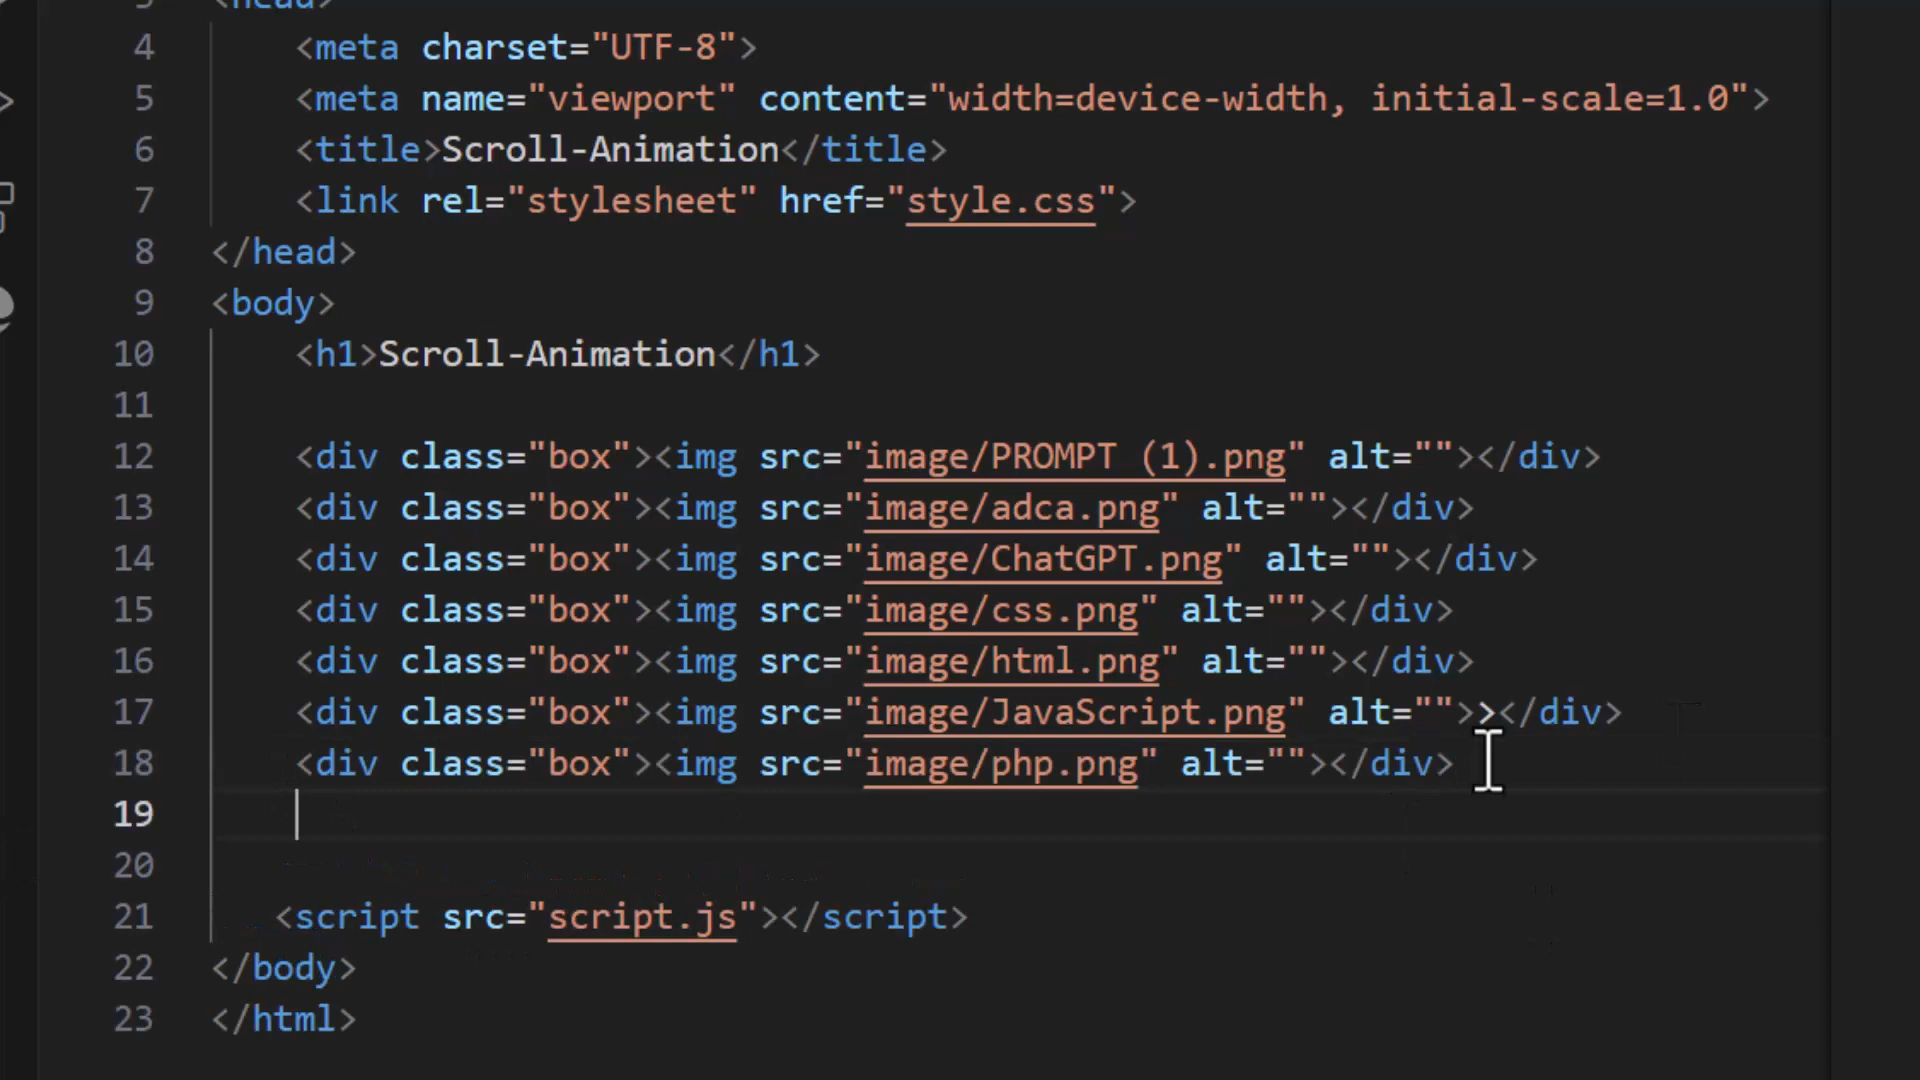 3 <head>
4 <meta charset="UTF-8">
5 <meta name="viewport" content="width=device-width, initial-scale=1.0">
6 <title>Scroll-Animation</title>
7 <link rel="stylesheet" href="style.css">
8 </head>
9 <body>
10 <h1>Scroll-Animation</h1>
11
12 <div class="box"><img src="image/PROMPT (1).png" alt=""></div>
13 <div class="box"><img src="image/adca.png" alt=""></div>
14 <div class="box"><img src="image/ChatGPT.png" alt=""></div>
15 <div class="box"><img src="image/css.png" alt=""></div>
16 <div class="box"><img src="image/html.png" alt=""></div>
17 <div class="box"><img src="image/JavaScript.png" alt="">></div>
18 <div class="box"><img src="image/php.png" alt=""></div>
19
20
21 <script src="script.js"></script>
22 </body>
23 </html>